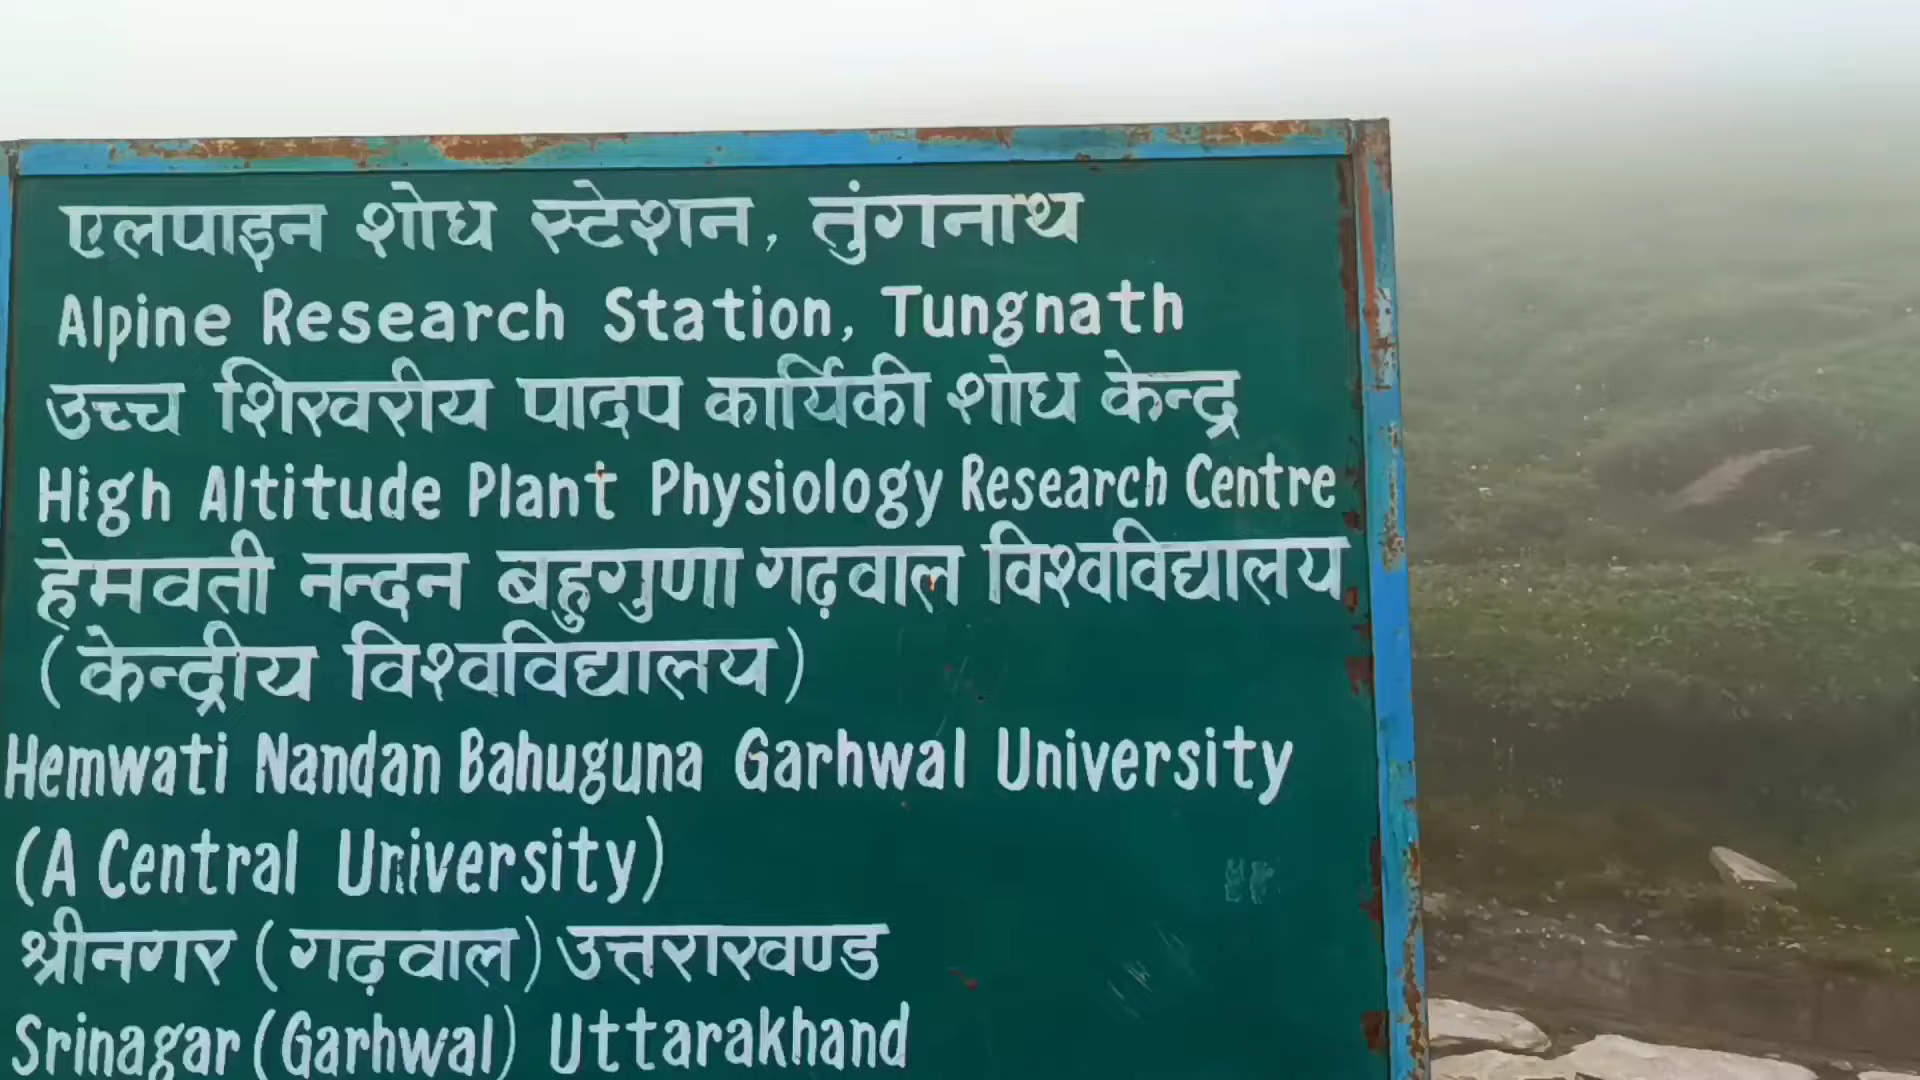 एलपाइन शोध स्टेशन, तुंगनाथ
Alpine Research Station, Tungnath
उच्च शिखरीय पादप कार्यिकी शोध केन्द्र
High Altitude Plant Physiology Research Centre
हेमवती नन्दन बहुगुणा गढ़वाल विश्वविद्यालय
(केन्द्रीय विश्वविद्यालय)
Hemwati Nandan Bahuguna Garhwal University
(A Central University)
श्रीनगर (गढ़वाल) उत्तराखण्ड
Srinagar (Garhwal) Uttarakhand